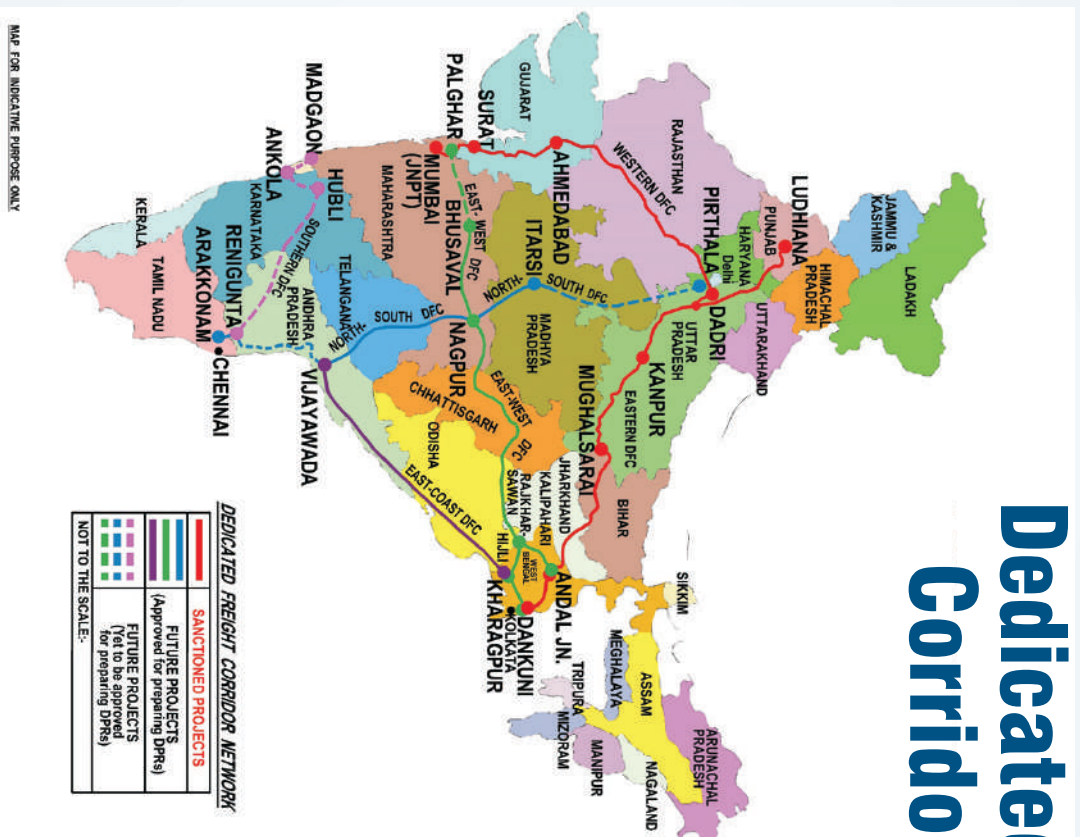 Dedicate
Corrido
LADAKH
JAMMU &
KASHMIR
HIMACHAL
PRADESH
LUDHIANA
PUNJAB
HARYANA
Delhi
UTTARAKHAND
PIRTHALA
DADRI
RAJASTHAN
WESTERN DFC
UTTAR
PRADESH
KANPUR
EASTERN DFC
MUGHALSARAI
BIHAR
SIKKIM
ARUNACHAL
PRADESH
ASSAM
NAGALAND
MEGHALAYA
MANIPUR
TRIPURA
MIZORAM
GUJARAT
AHMEDABAD
ITARSI
NORTH-
SOUTH DFC
MADHYA
PRADESH
JHARKHAND
KALIPAHARI
ANDAL JN.
WEST
BENGAL
RAJKHAR-
SAWAN
HIJLI
DANKUNI
KOLKATA
KHARAGPUR
SURAT
PALGHAR
MUMBAI
(JNPT)
EAST-WEST
DFC
BHUSAVAL
NAGPUR
EAST-WEST
DFC
CHHATTISGARH
ODISHA
EAST-COAST DFC
MAHARASHTRA
TELANGANA
NORTH-
SOUTH DFC
VIJAYAWADA
MADGAON
ANKOLA
HUBLI
KARNATAKA
SOUTHERN DFC
ANDHRA
PRADESH
RENIGUNTA
ARAKONAM
CHENNAI
KERALA
TAMIL NADU
DEDICATED FREIGHT CORRIDOR NETWORK
SANCTIONED PROJECTS
FUTURE PROJECTS
(Approved for preparing DPRs)
FUTURE PROJECTS
(Yet to be approved
for preparing DPRs)
NOT TO THE SCALE:-
MAP FOR INDICATIVE PURPOSE ONLY